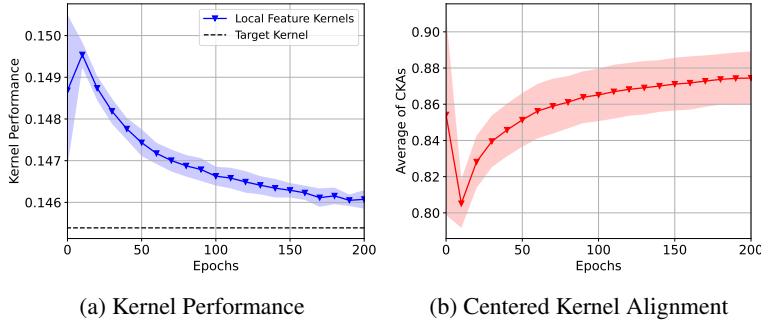 Local Feature Kernels
Target Kernel
0.150
0.149
0.148
0.147
0.146
Kernel Performance
0 50 100 150 200
Epochs
(a) Kernel Performance
0.90
0.88
0.86
0.84
0.82
0.80
Average of CKAs
0 50 100 150 200
Epochs
(b) Centered Kernel Alignment